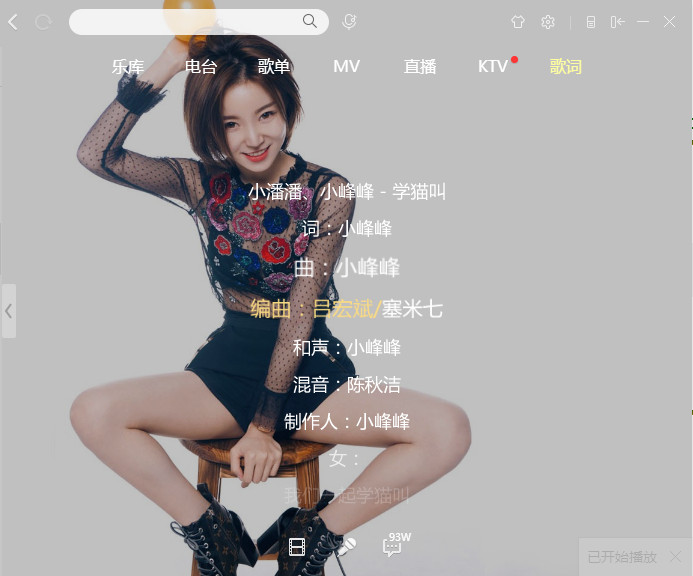 乐库 电台 歌单 MV 直播 KTV 歌词
小潘潘、小峰峰 - 学猫叫
词：小峰峰
曲：小峰峰
编曲：吕宏斌/塞米七
和声：小峰峰
混音：陈秋洁
制作人：小峰峰
女：
我们一起学猫叫
93W
已开始播放